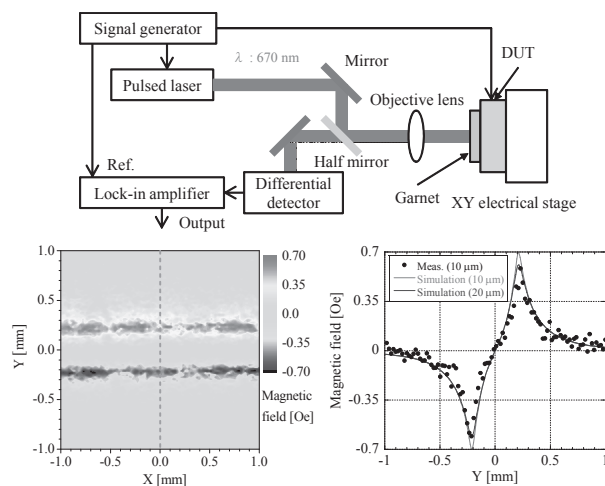 Signal generator
DUT
λ : 670 nm
Mirror
Pulsed laser
Objective lens
Ref.
Half mirror
Lock-in amplifier
Differential
detector
Garnet
XY electrical stage
Output
1.0
0.5
0.0
-0.5
-1.0
Y [mm]
-1.0 -0.5 0.0 0.5 1.0
X [mm]
0.70
0.35
0.00
-0.35
-0.70
Magnetic
field [Oe]
0.7
0.35
0
-0.35
-0.7
Magnetic field [Oe]
Meas. (10 μm)
Simulation (10 μm)
Simulation (20 μm)
-1 -0.5 0 0.5 1
Y [mm]